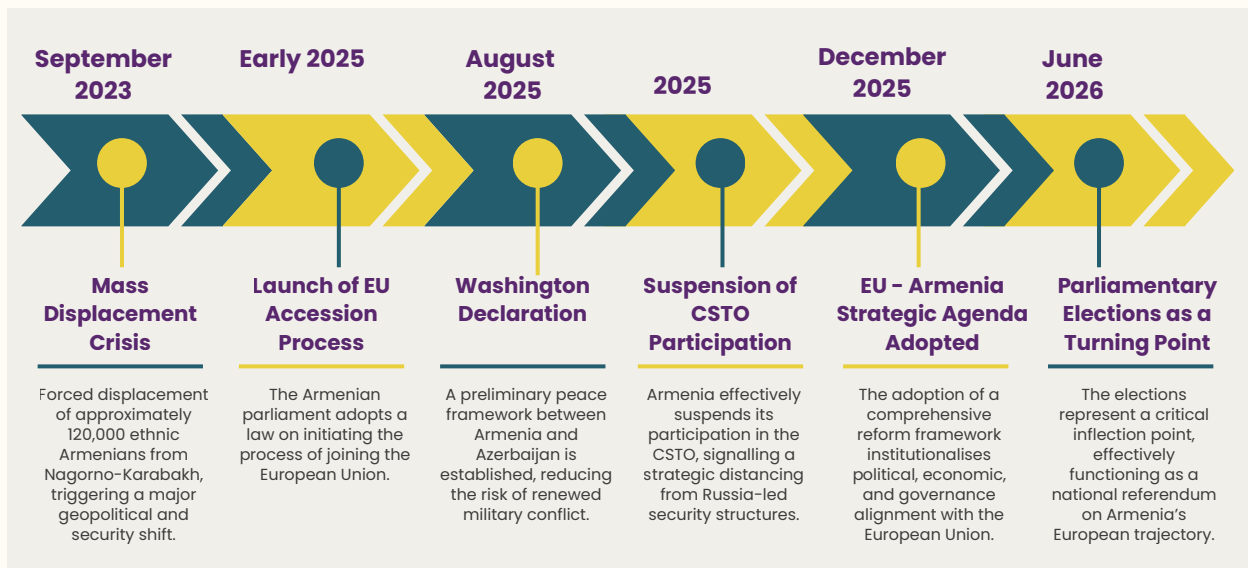 September
2023
Early 2025
August
2025
2025
December
2025
June
2026
Mass
Displacement
Crisis
Launch of EU
Accession
Process
Washington
Declaration
Suspension of
CSTO
Participation
EU - Armenia
Strategic Agenda
Adopted
Parliamentary
Elections as a
Turning Point
Forced displacement
of approximately
120,000 ethnic
Armenians from
Nagorno-Karabakh,
triggering a major
geopolitical and
security shift.
The Armenian
parliament adopts a
law on initiating the
process of joining the
European Union.
A preliminary peace
framework between
Armenia and
Azerbaijan is
established, reducing
the risk of renewed
military conflict.
Armenia effectively
suspends its
participation in the
CSTO, signalling a
strategic distancing
from Russia-led
security structures.
The adoption of a
comprehensive
reform framework
institutionalises
political, economic,
and governance
alignment with the
European Union.
The elections
represent a critical
inflection point,
effectively
functioning as a
national referendum
on Armenia's
European trajectory.